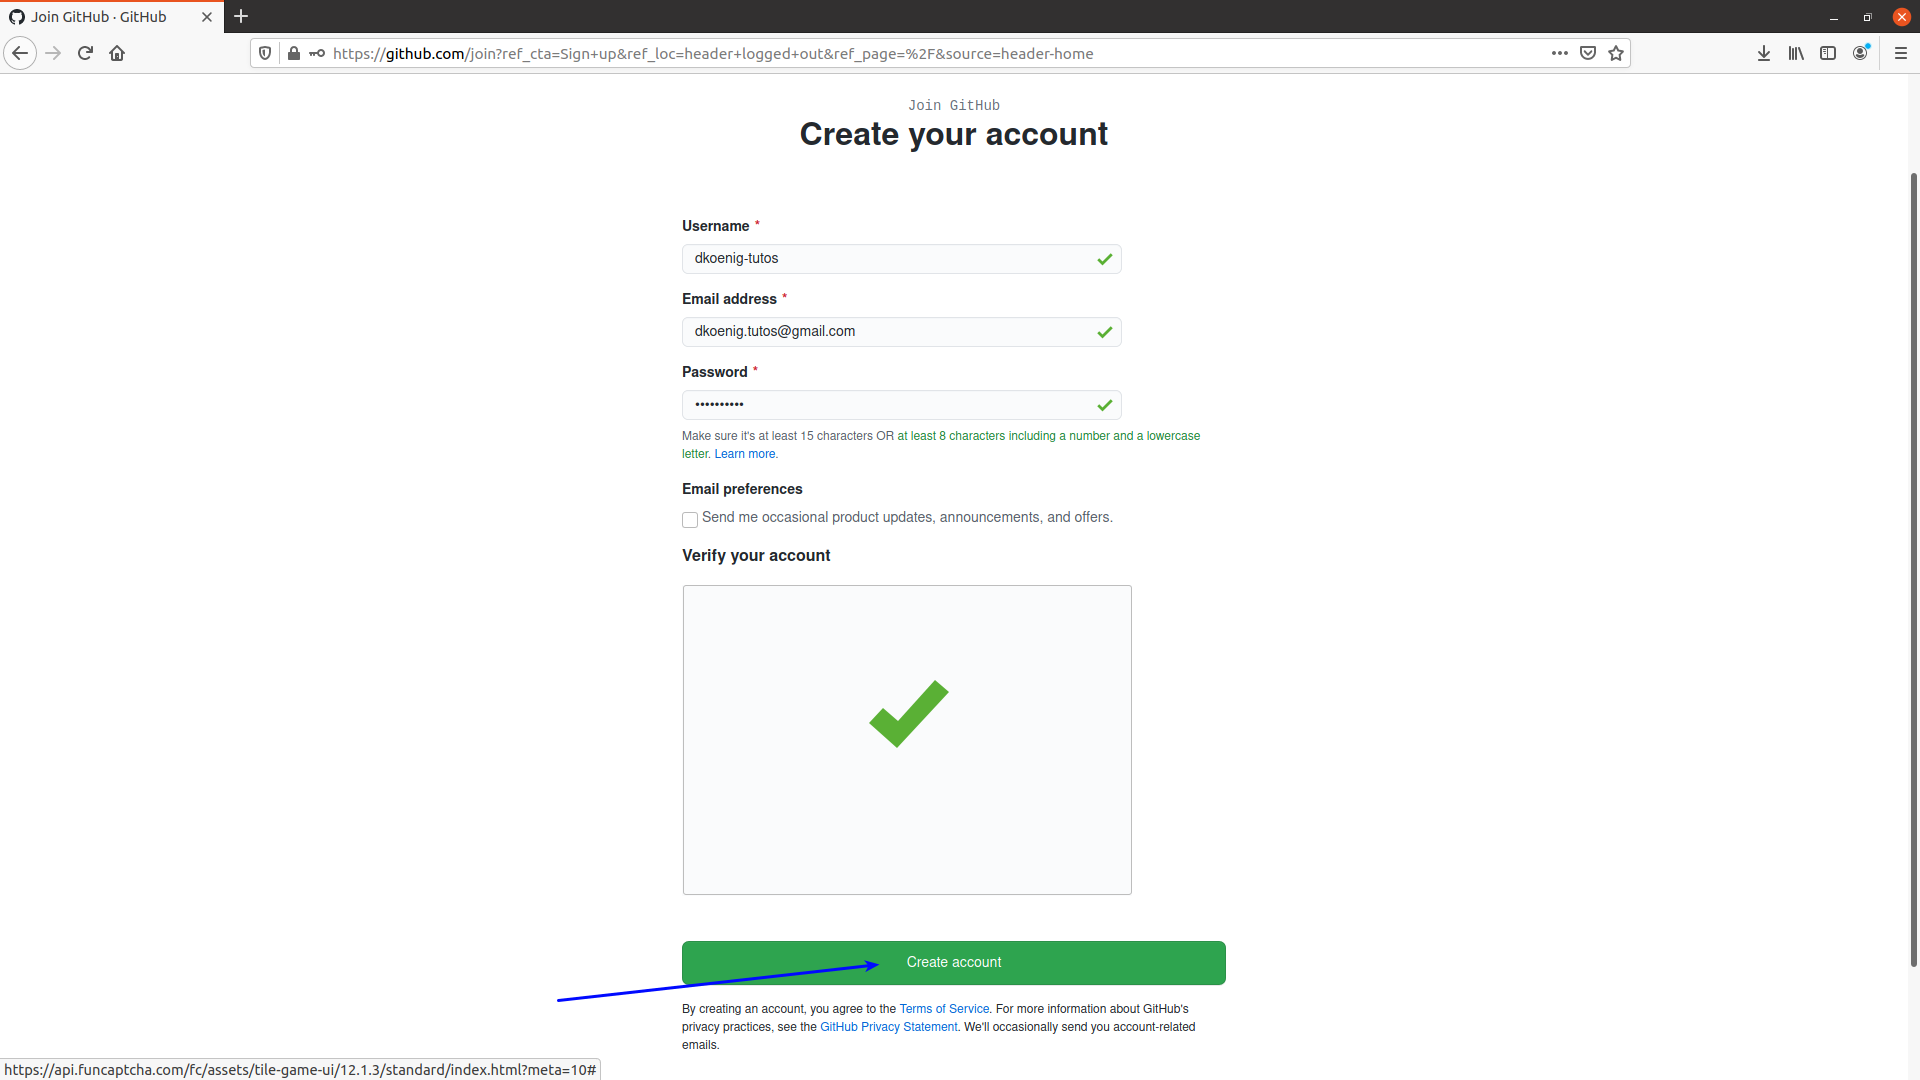 Join GitHub · GitHub
https://github.com/join?ref_cta=Sign+up&ref_loc=header+logged+out&ref_page=%2F&source=header-home
Join GitHub
Create your account
Username *
dkoenig-tutos
Email address *
dkoenig.tutos@gmail.com
Password *
••••••••••
Make sure it's at least 15 characters OR at least 8 characters including a number and a lowercase
letter. Learn more.
Email preferences
Send me occasional product updates, announcements, and offers.
Verify your account
Create account
By creating an account, you agree to the Terms of Service. For more information about GitHub's
privacy practices, see the GitHub Privacy Statement. We'll occasionally send you account-related
emails.
https://api.funcaptcha.com/fc/assets/tile-game-ui/12.1.3/standard/index.html?meta=10#